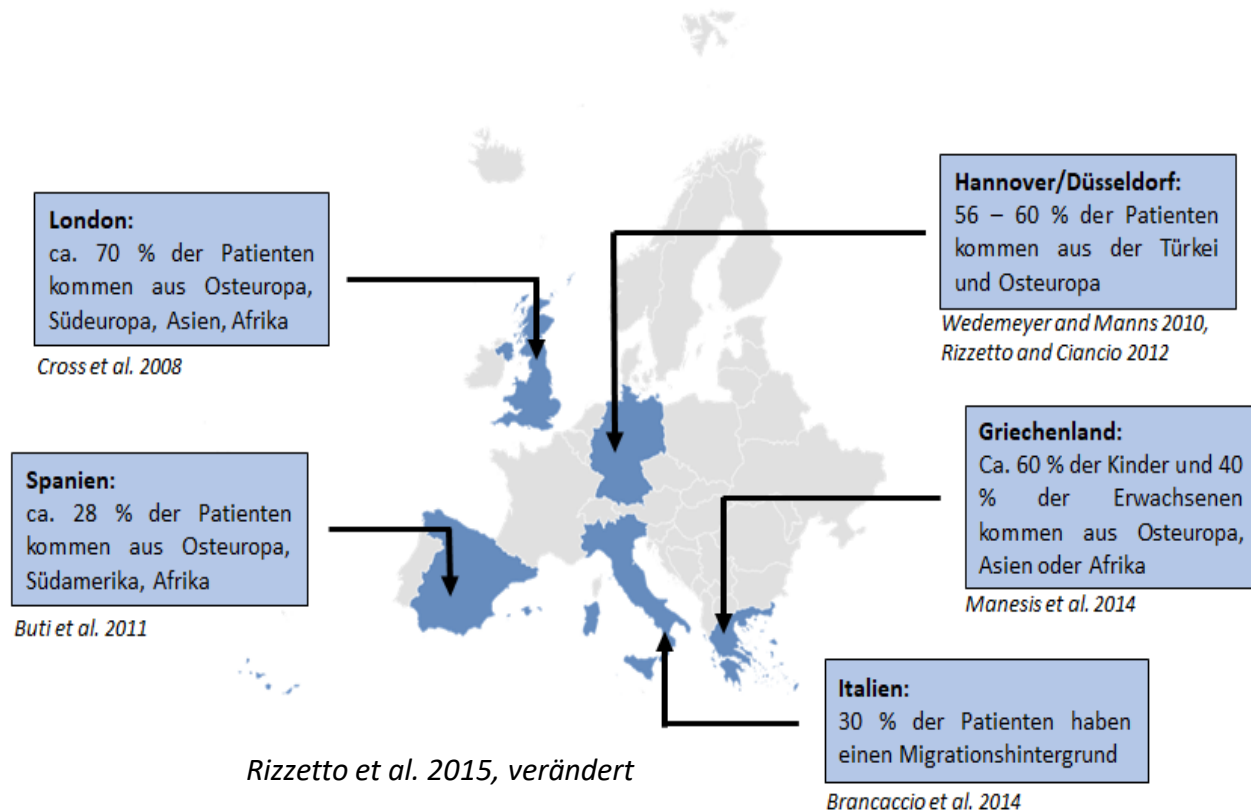 London:
ca. 70 % der Patienten
kommen aus Osteuropa,
Südeuropa, Asien, Afrika
Cross et al. 2008
Hannover/Düsseldorf:
56 – 60 % der Patienten
kommen aus der Türkei
und Osteuropa
Wedemeyer and Manns 2010,
Rizzetto and Ciancio 2012
Spanien:
ca. 28 % der Patienten
kommen aus Osteuropa,
Südamerika, Afrika
Buti et al. 2011
Griechenland:
Ca. 60 % der Kinder und 40
% der Erwachsenen
kommen aus Osteuropa,
Asien oder Afrika
Manesis et al. 2014
Italien:
30 % der Patienten haben
einen Migrationshintergrund
Brancaccio et al. 2014
Rizzetto et al. 2015, verändert